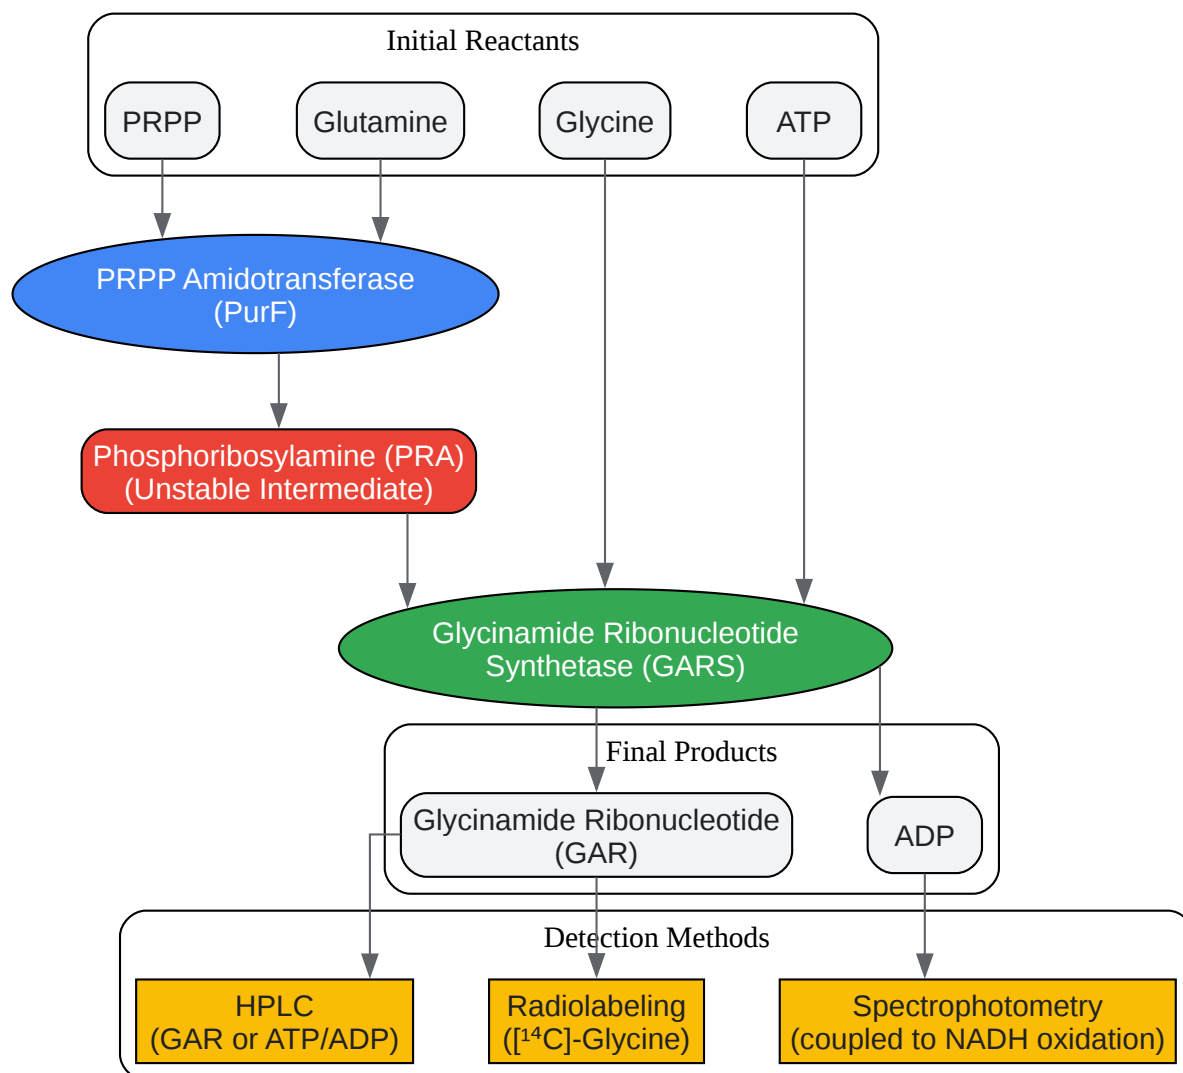 Initial Reactants
PRPP
Glutamine
Glycine
ATP
PRPP Amidotransferase
(PurF)
Phosphoribosylamine (PRA)
(Unstable Intermediate)
Glycinamide Ribonucleotide
Synthetase (GARS)
Final Products
Glycinamide Ribonucleotide
(GAR)
ADP
Detection Methods
HPLC
(GAR or ATP/ADP)
Radiolabeling
([¹⁴C]-Glycine)
Spectrophotometry
(coupled to NADH oxidation)